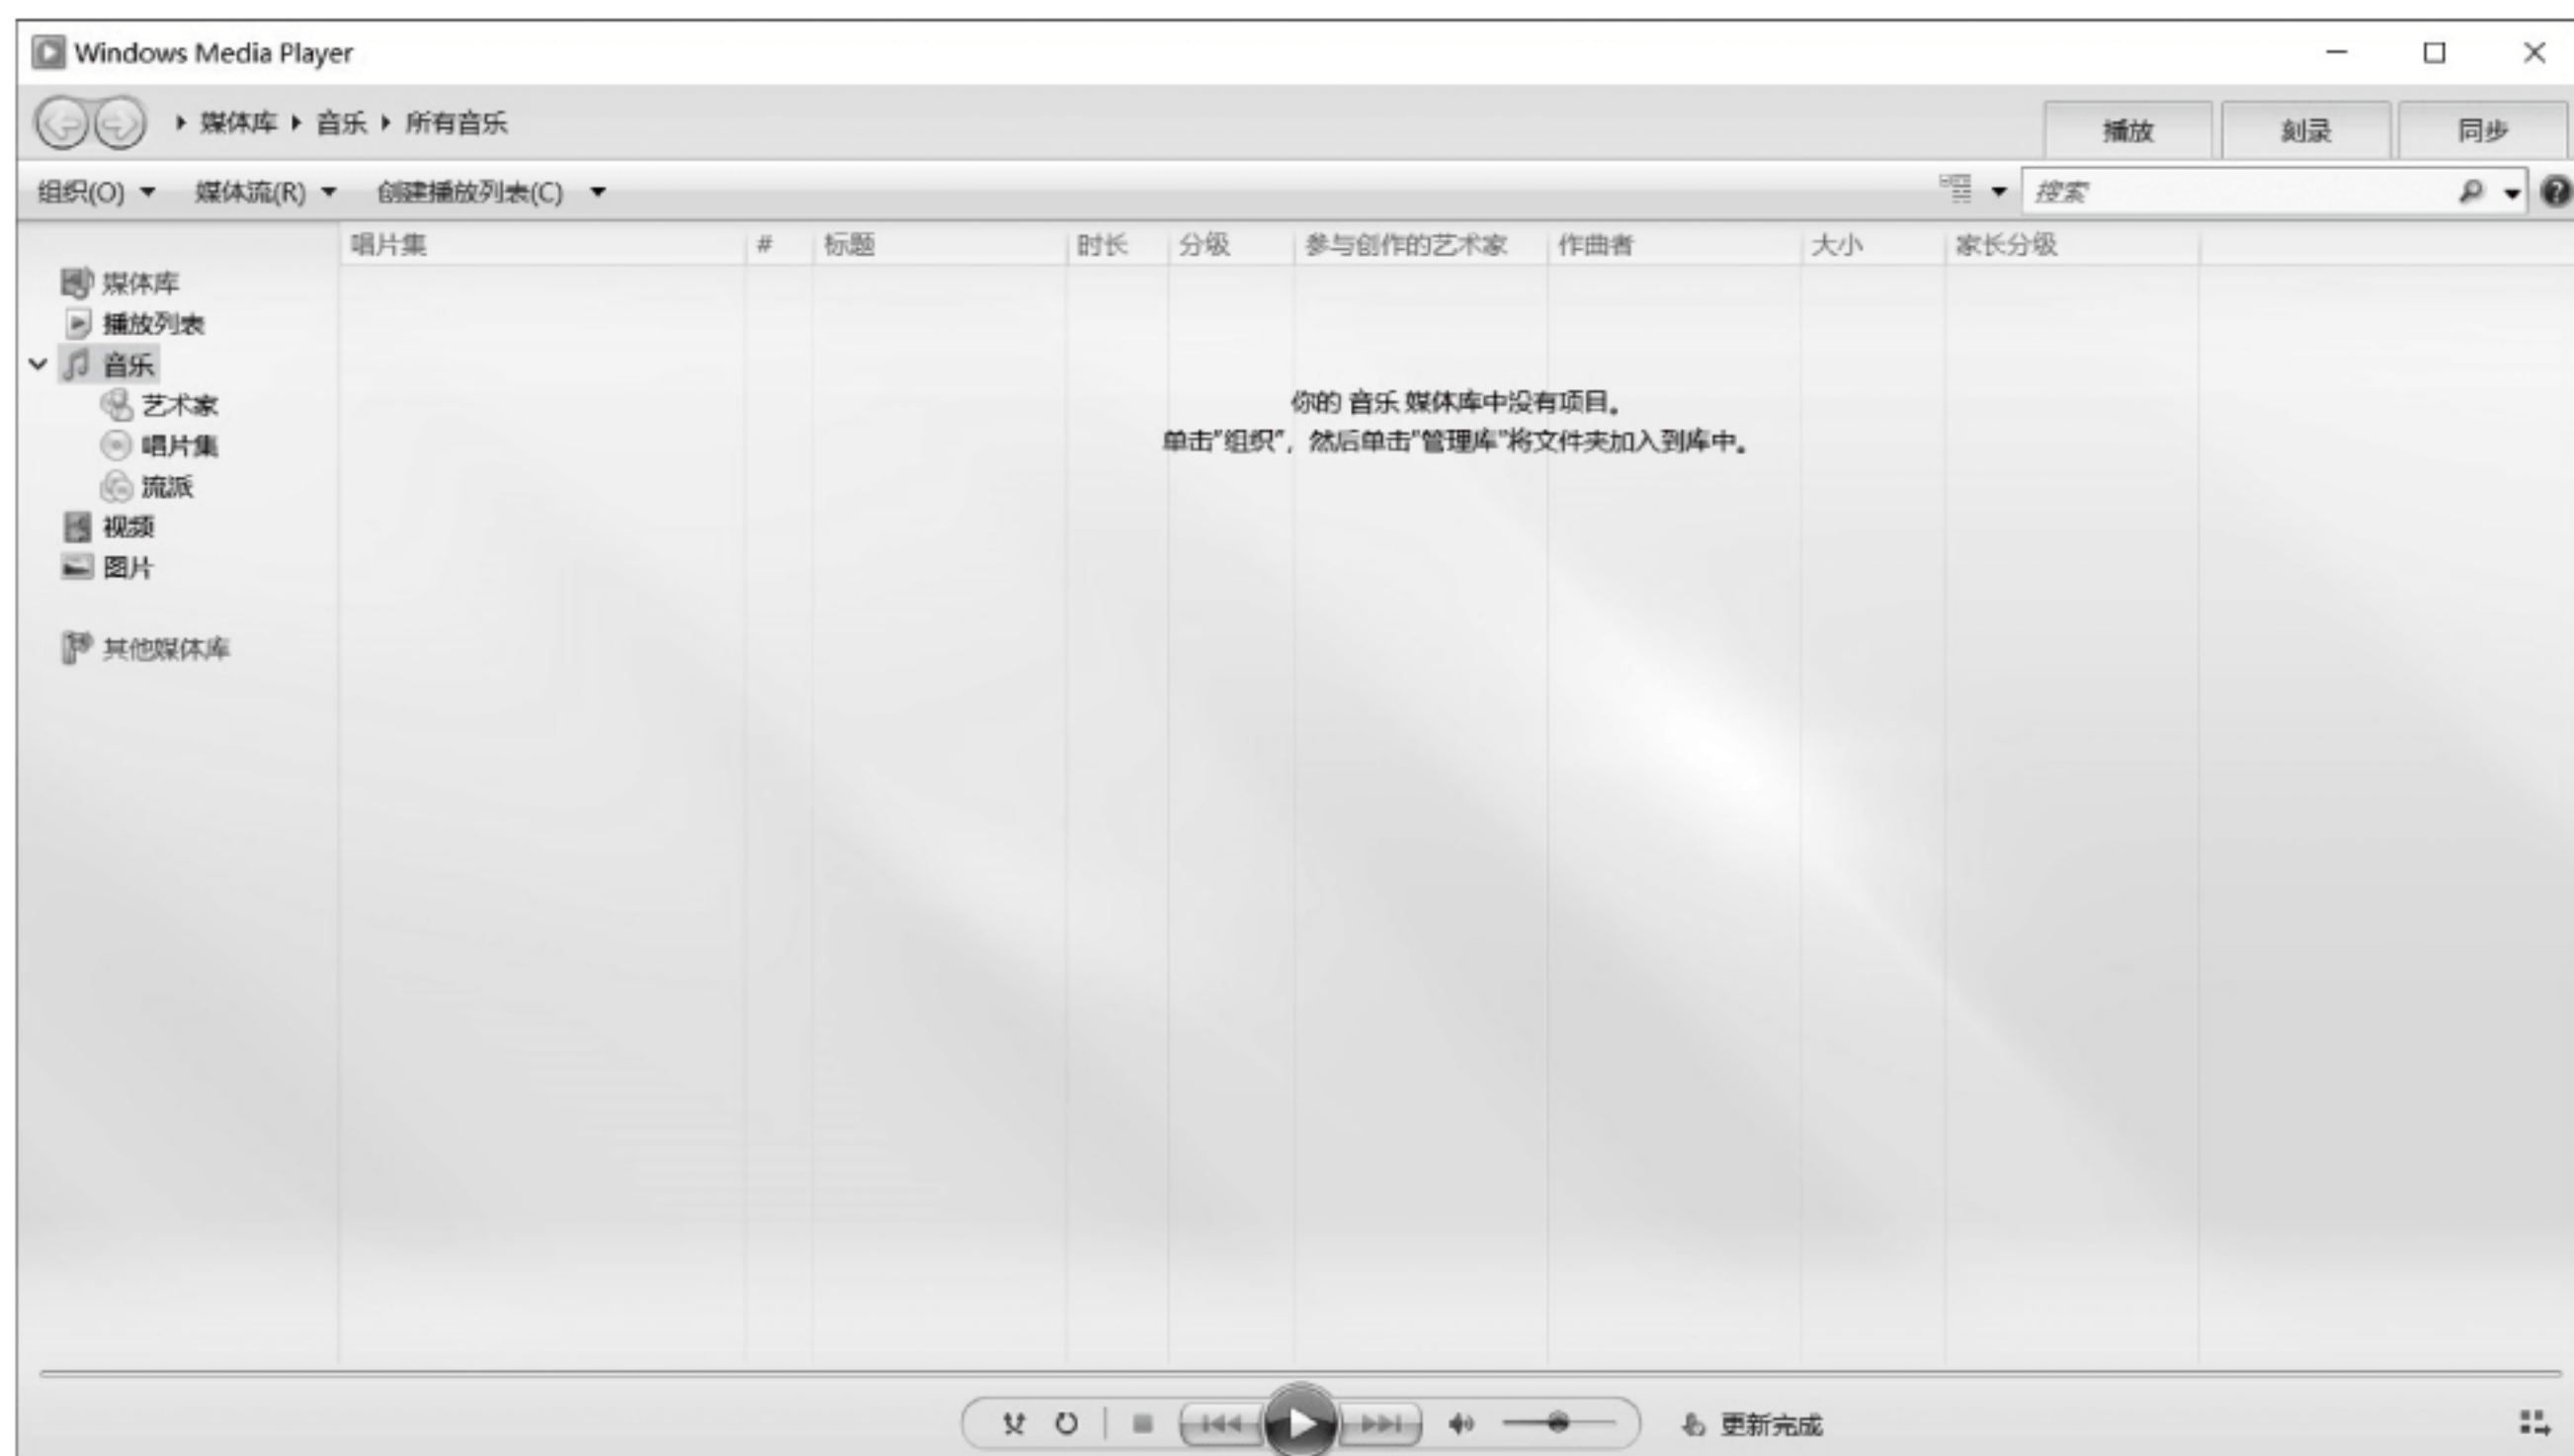 Windows Media Player
媒体库 音乐 所有音乐
播放 刻录 同步
组织(O) 媒体流(R) 创建播放列表(C) 搜索
唱片集 # 标题 时长 分级 参与创作的艺术家 作曲者 大小 家长分级
媒体库
播放列表
音乐
艺术家
唱片集
流派
视频
图片
其他媒体库
你的 音乐 媒体库中没有项目。
单击"组织"，然后单击"管理库"将文件夹加入到库中。
更新完成